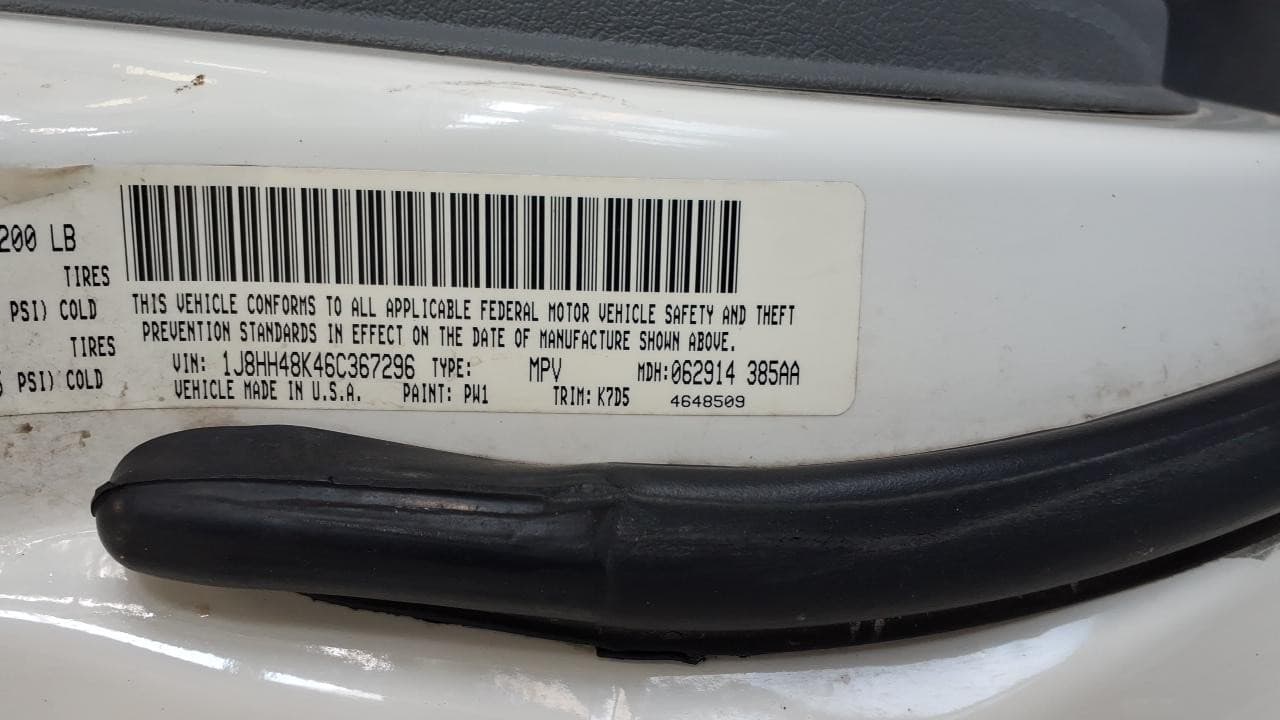 200 LB
TIRES
PSI) COLD
TIRES
PSI) COLD
THIS VEHICLE CONFORMS TO ALL APPLICABLE FEDERAL MOTOR VEHICLE SAFETY AND THEFT
PREVENTION STANDARDS IN EFFECT ON THE DATE OF MANUFACTURE SHOWN ABOVE.
VIN: 1J8HH48K46C367296 TYPE: MPV MDH:062914 385AA
VEHICLE MADE IN U.S.A. PAINT: PW1 TRIM: K7D5 4648509